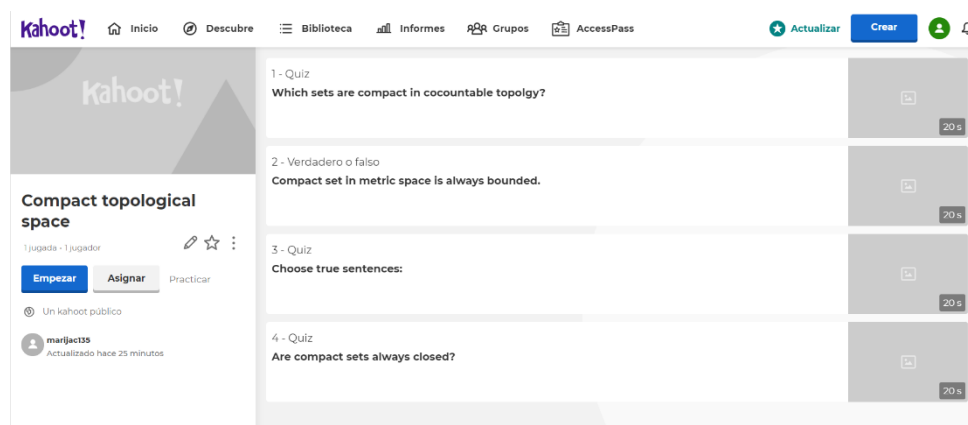 Kahoot! Inicio Descubre Biblioteca Informes Grupos AccessPass Actualizar Crear
Kahoot!
Compact topological
space
1 jugada - 1 jugador
Empezar Asignar Practicar
Un kahoot público
marijac135
Actualizado hace 25 minutos
1 - Quiz
Which sets are compact in cocountable topolgy?
20 s
2 - Verdadero o falso
Compact set in metric space is always bounded.
20 s
3 - Quiz
Choose true sentences:
20 s
4 - Quiz
Are compact sets always closed?
20 s